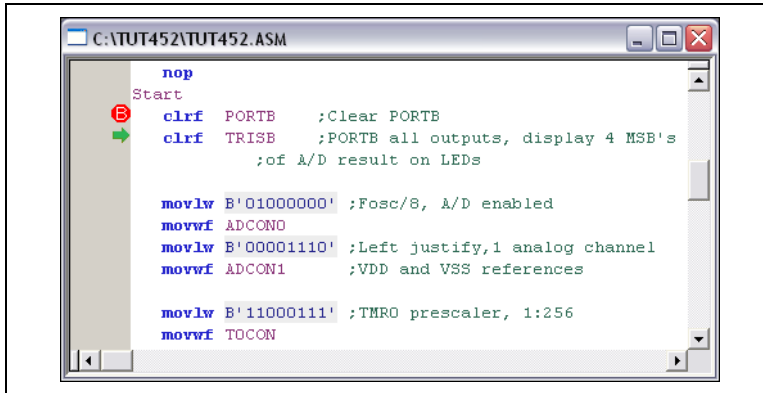 C:\TUT452\TUT452.ASM
nop
Start
B
clrf PORTB ;Clear PORTB
clrf TRISB ;PORTB all outputs, display 4 MSB's
;of A/D result on LEDs
movlw B'01000000' ;Fosc/8, A/D enabled
movwf ADCON0
movlw B'00001110' ;Left justify,1 analog channel
movwf ADCON1 ;VDD and VSS references
movlw B'11000111' ;TMR0 prescaler, 1:256
movwf T0CON